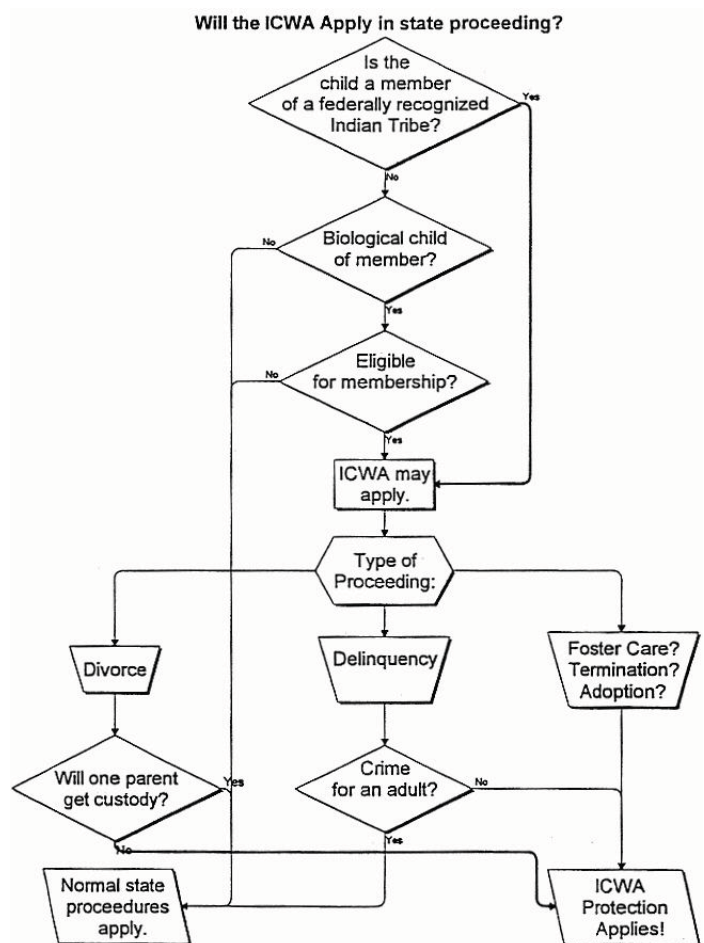 Will the ICWA Apply in state proceeding?
Is the
child a member
of a federally recognized
Indian Tribe?
Yes
No
Biological child
of member?
No
Yes
Eligible
for membership?
No
Yes
ICWA may
apply.
Type of
Proceeding:
Divorce
Delinquency
Foster Care?
Termination?
Adoption?
Will one parent
get custody?
Yes
No
Crime
for an adult?
No
Yes
Normal state
proceedures
apply.
ICWA
Protection
Applies!